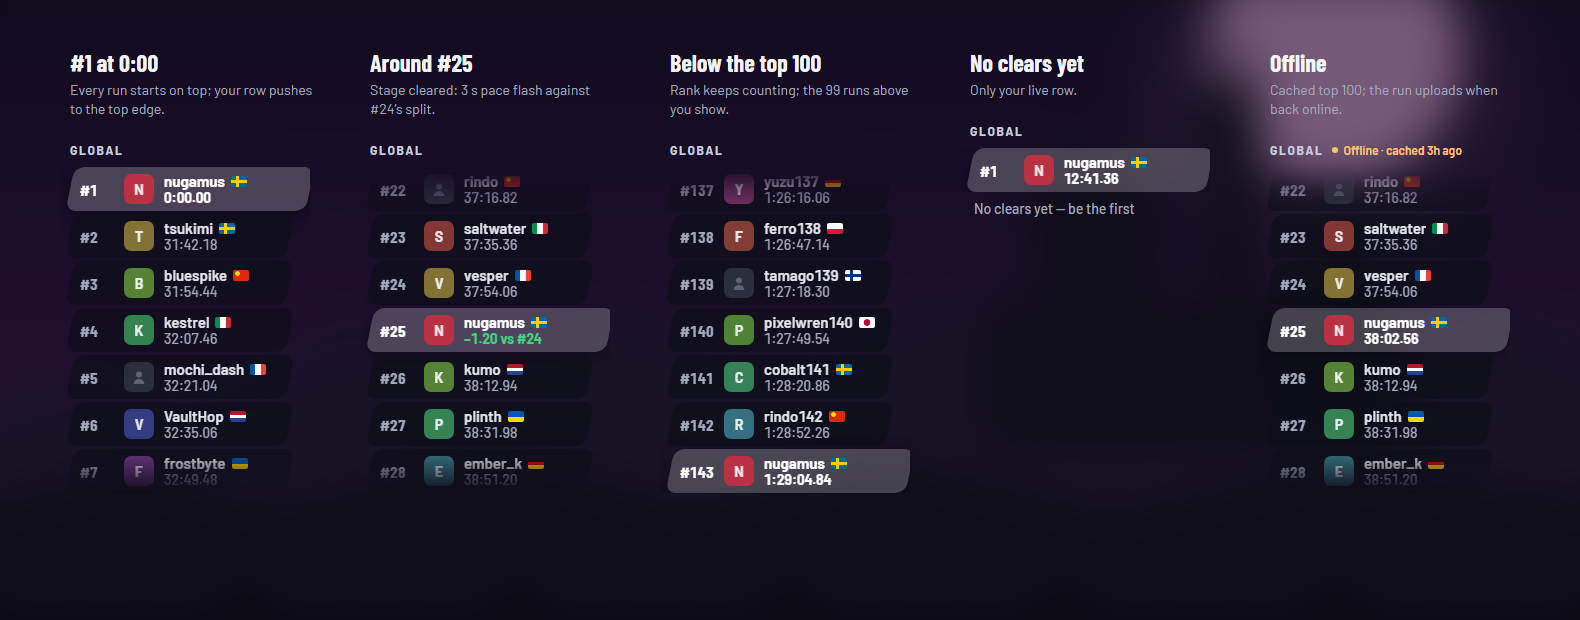 #1 at 0:00
Every run starts on top; your row pushes
to the top edge.
GLOBAL
#1 N nugamus
0:00.00
#2 T tsukimi
31:42.18
#3 B bluespike
31:54.44
#4 K kestrel
32:07.46
#5 mochi_dash
32:21.04
#6 V VaultHop
32:35.06
#7 F frostbyte
32:49.48
Around #25
Stage cleared: 3 s pace flash against
#24's split.
GLOBAL
#22 rindo
37:16.82
#23 S saltwater
37:35.36
#24 V vesper
37:54.06
#25 N nugamus
−1.20 vs #24
#26 K kumo
38:12.94
#27 P plinth
38:31.98
#28 E ember_k
38:51.20
Below the top 100
Rank keeps counting; the 99 runs above
you show.
GLOBAL
#137 Y yuzu137
1:26:16.06
#138 F ferro138
1:26:47.14
#139 tamago139
1:27:18.30
#140 P pixelwren140
1:27:49.54
#141 C cobalt141
1:28:20.86
#142 R rindo142
1:28:52.26
#143 N nugamus
1:29:04.84
No clears yet
Only your live row.
GLOBAL
#1 N nugamus
12:41.36
No clears yet — be the first
Offline
Cached top 100; the run uploads when
back online.
GLOBAL Offline · cached 3h ago
#22 rindo
37:16.82
#23 S saltwater
37:35.36
#24 V vesper
37:54.06
#25 N nugamus
38:02.56
#26 K kumo
38:12.94
#27 P plinth
38:31.98
#28 E ember_k
38:51.20